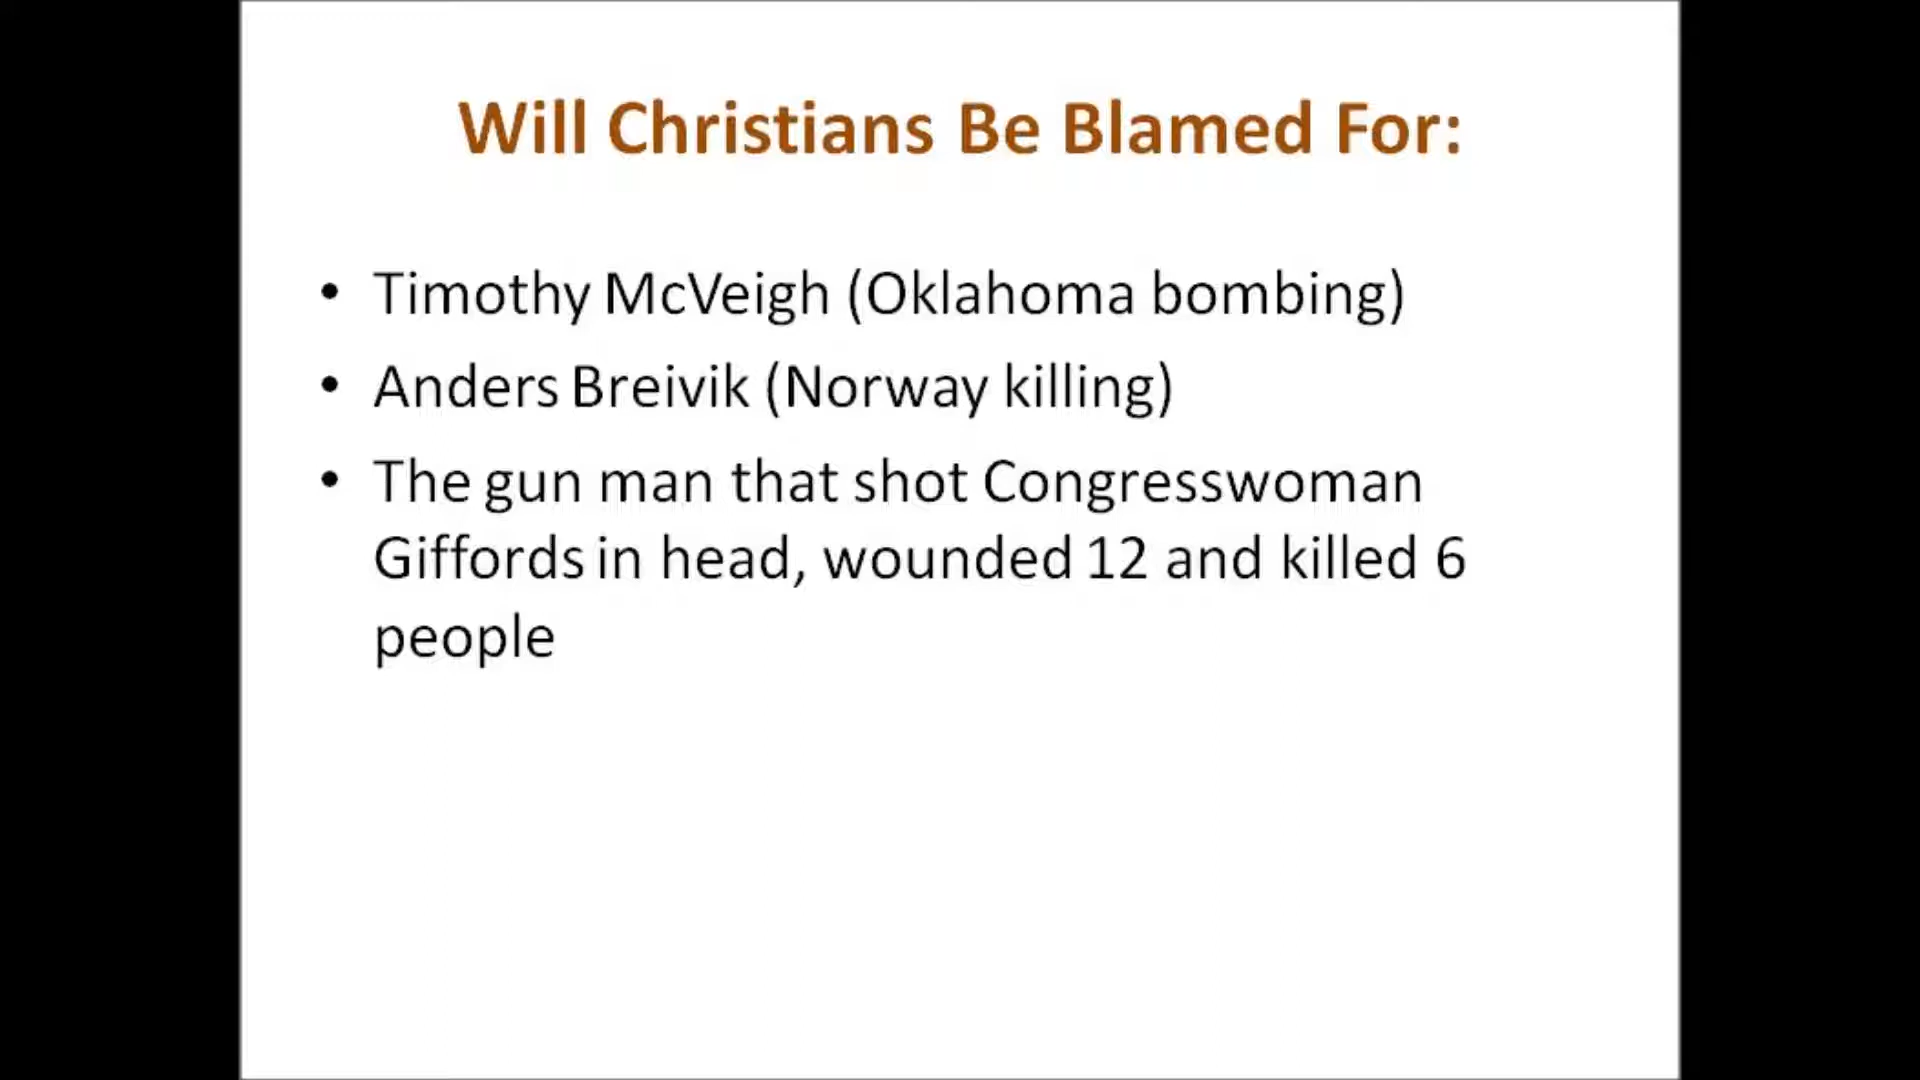 Will Christians Be Blamed For:
• Timothy McVeigh (Oklahoma bombing)
• Anders Breivik (Norway killing)
• The gun man that shot Congresswoman
Giffords in head, wounded 12 and killed 6
people